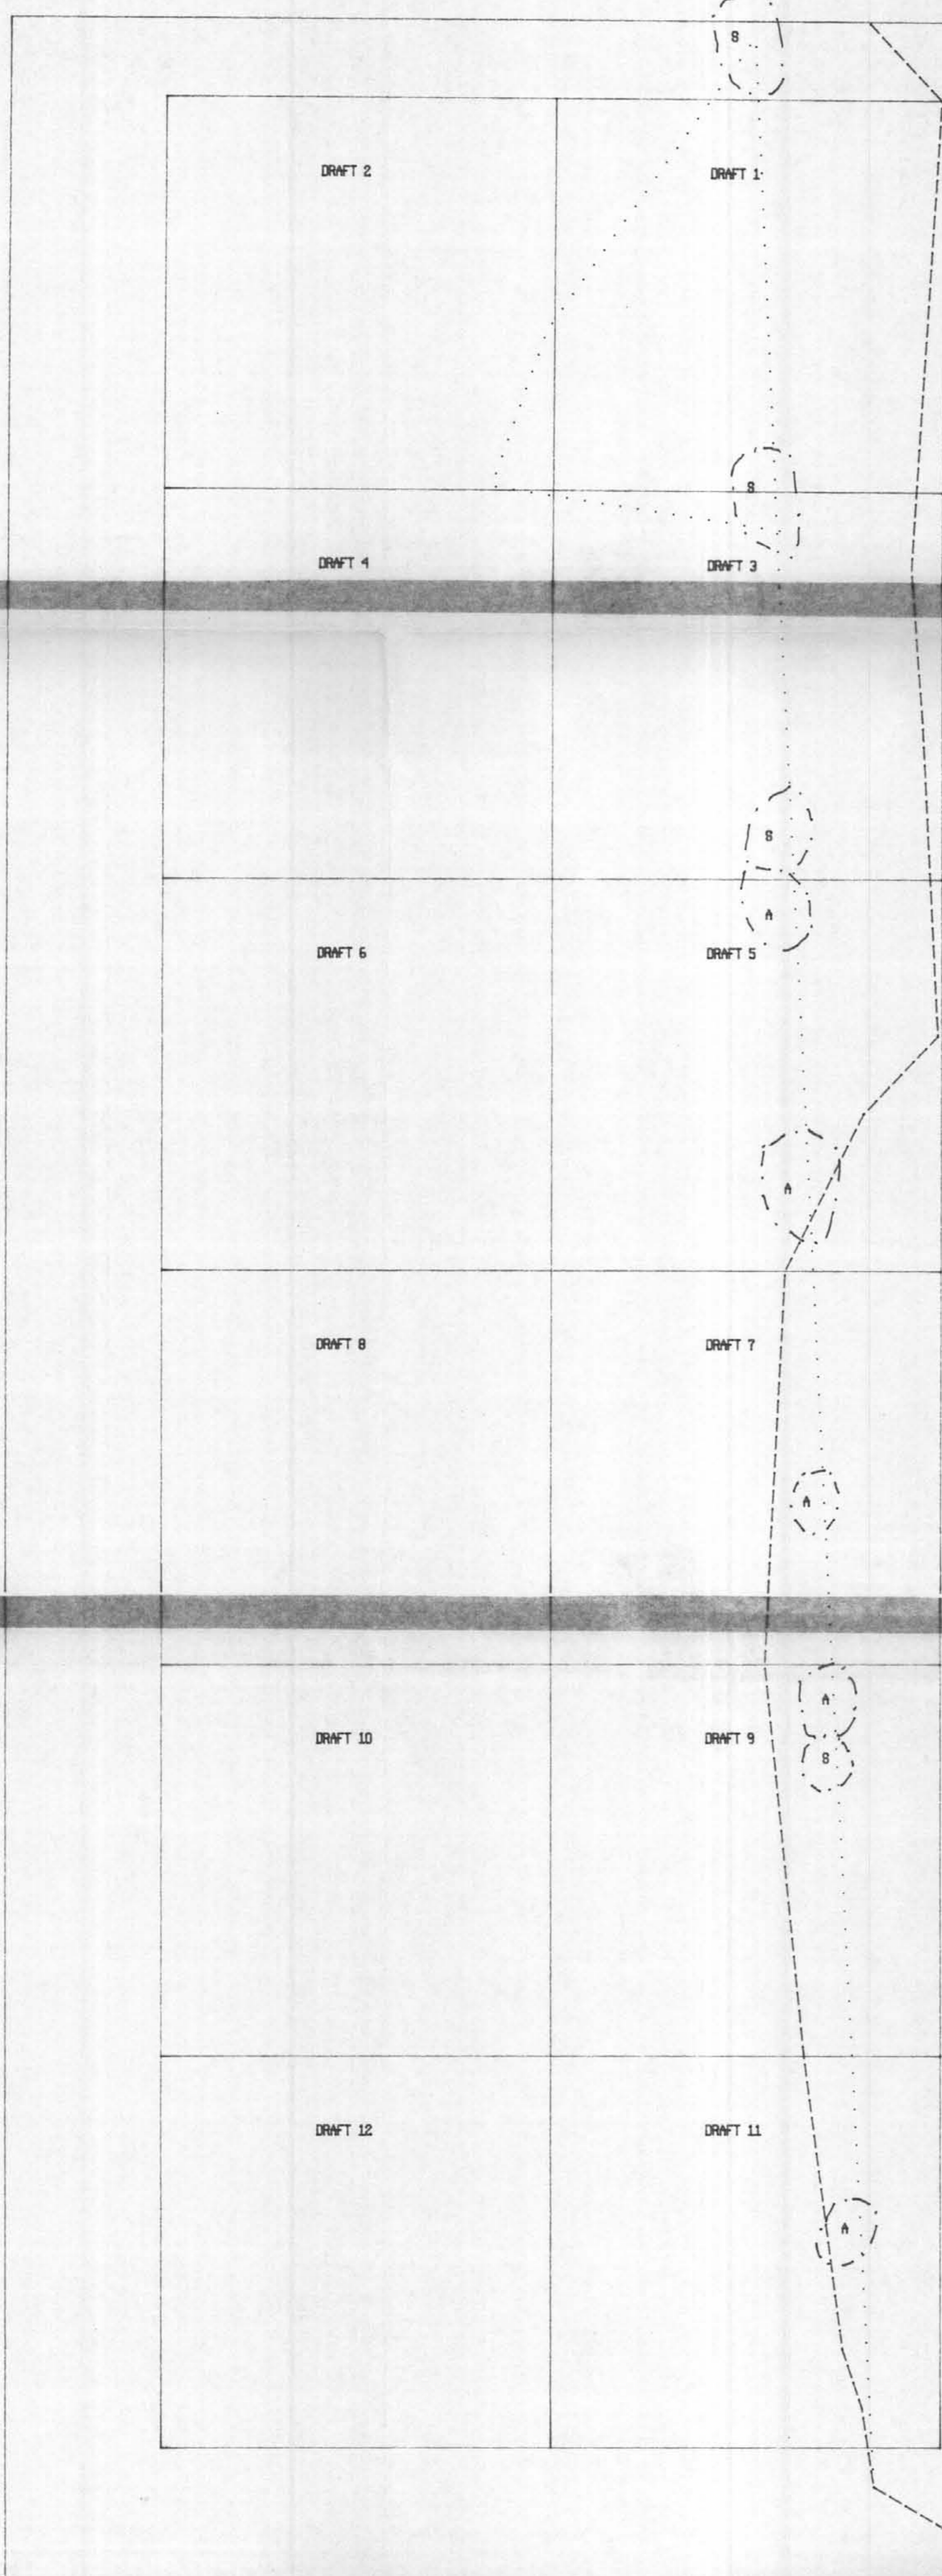 S
DRAFT 2
DRAFT 1
S
DRAFT 4
DRAFT 3
S
A
DRAFT 6
DRAFT 5
A
DRAFT 8
DRAFT 7
A
A
DRAFT 10
DRAFT 9
S
DRAFT 12
DRAFT 11
A